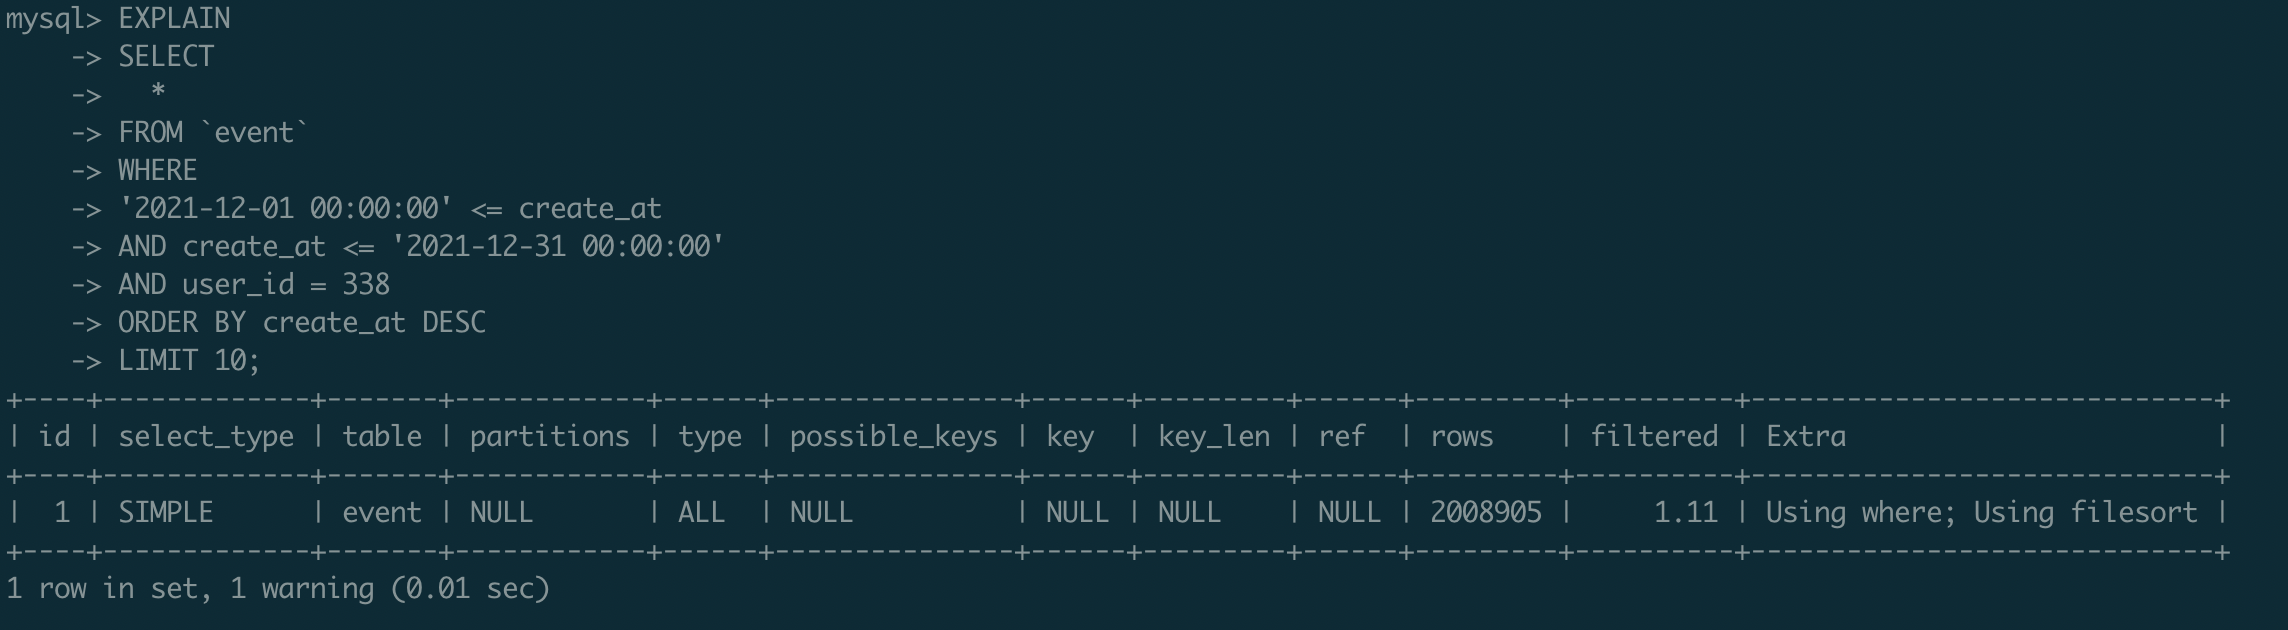 mysql> EXPLAIN
    -> SELECT
    ->   *
    -> FROM `event`
    -> WHERE
    -> '2021-12-01 00:00:00' <= create_at
    -> AND create_at <= '2021-12-31 00:00:00'
    -> AND user_id = 338
    -> ORDER BY create_at DESC
    -> LIMIT 10;
+----+-------------+-------+------------+------+---------------+------+---------+------+---------+----------+-----------------------------+
| id | select_type | table | partitions | type | possible_keys | key  | key_len | ref  | rows    | filtered | Extra                       |
+----+-------------+-------+------------+------+---------------+------+---------+------+---------+----------+-----------------------------+
|  1 | SIMPLE      | event | NULL       | ALL  | NULL          | NULL | NULL    | NULL | 2008905 |     1.11 | Using where; Using filesort |
+----+-------------+-------+------------+------+---------------+------+---------+------+---------+----------+-----------------------------+
1 row in set, 1 warning (0.01 sec)